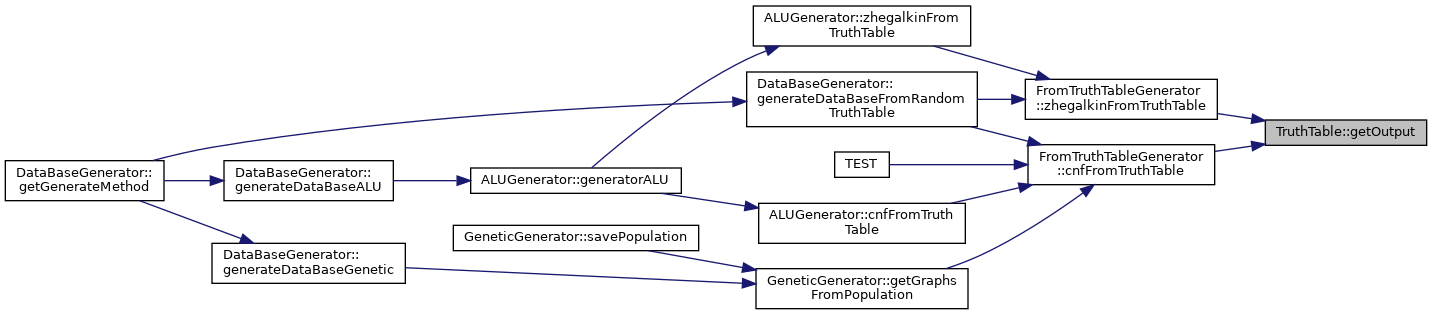 ALUGenerator::zhegalkinFrom
TruthTable
DataBaseGenerator::
generateDataBaseFromRandom
TruthTable
FromTruthTableGenerator
::zhegalkinFromTruthTable
TruthTable::getOutput
FromTruthTableGenerator
::cnfFromTruthTable
TEST
DataBaseGenerator::
getGenerateMethod
DataBaseGenerator::
generateDataBaseALU
ALUGenerator::generatorALU
ALUGenerator::cnfFromTruth
Table
GeneticGenerator::savePopulation
DataBaseGenerator::
generateDataBaseGenetic
GeneticGenerator::getGraphs
FromPopulation